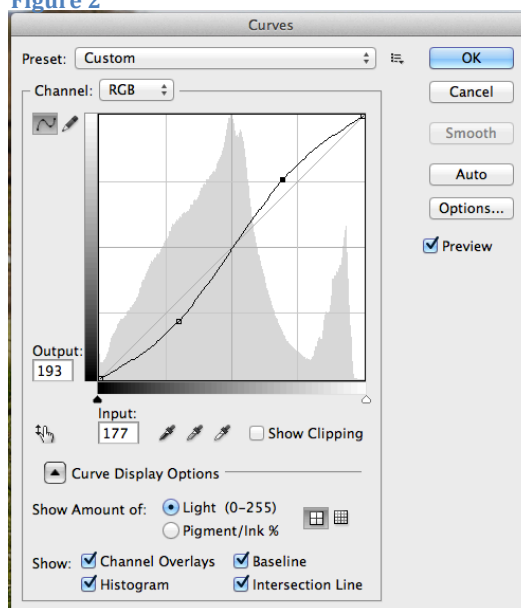 Figure 2
Curves
Preset: Custom
OK
Channel: RGB
Cancel
Smooth
Auto
Options...
Preview
Output:
193
Input:
177
Show Clipping
Curve Display Options
Show Amount of: Light (0-255)
Pigment/Ink %
Show: Channel Overlays Baseline
Histogram Intersection Line